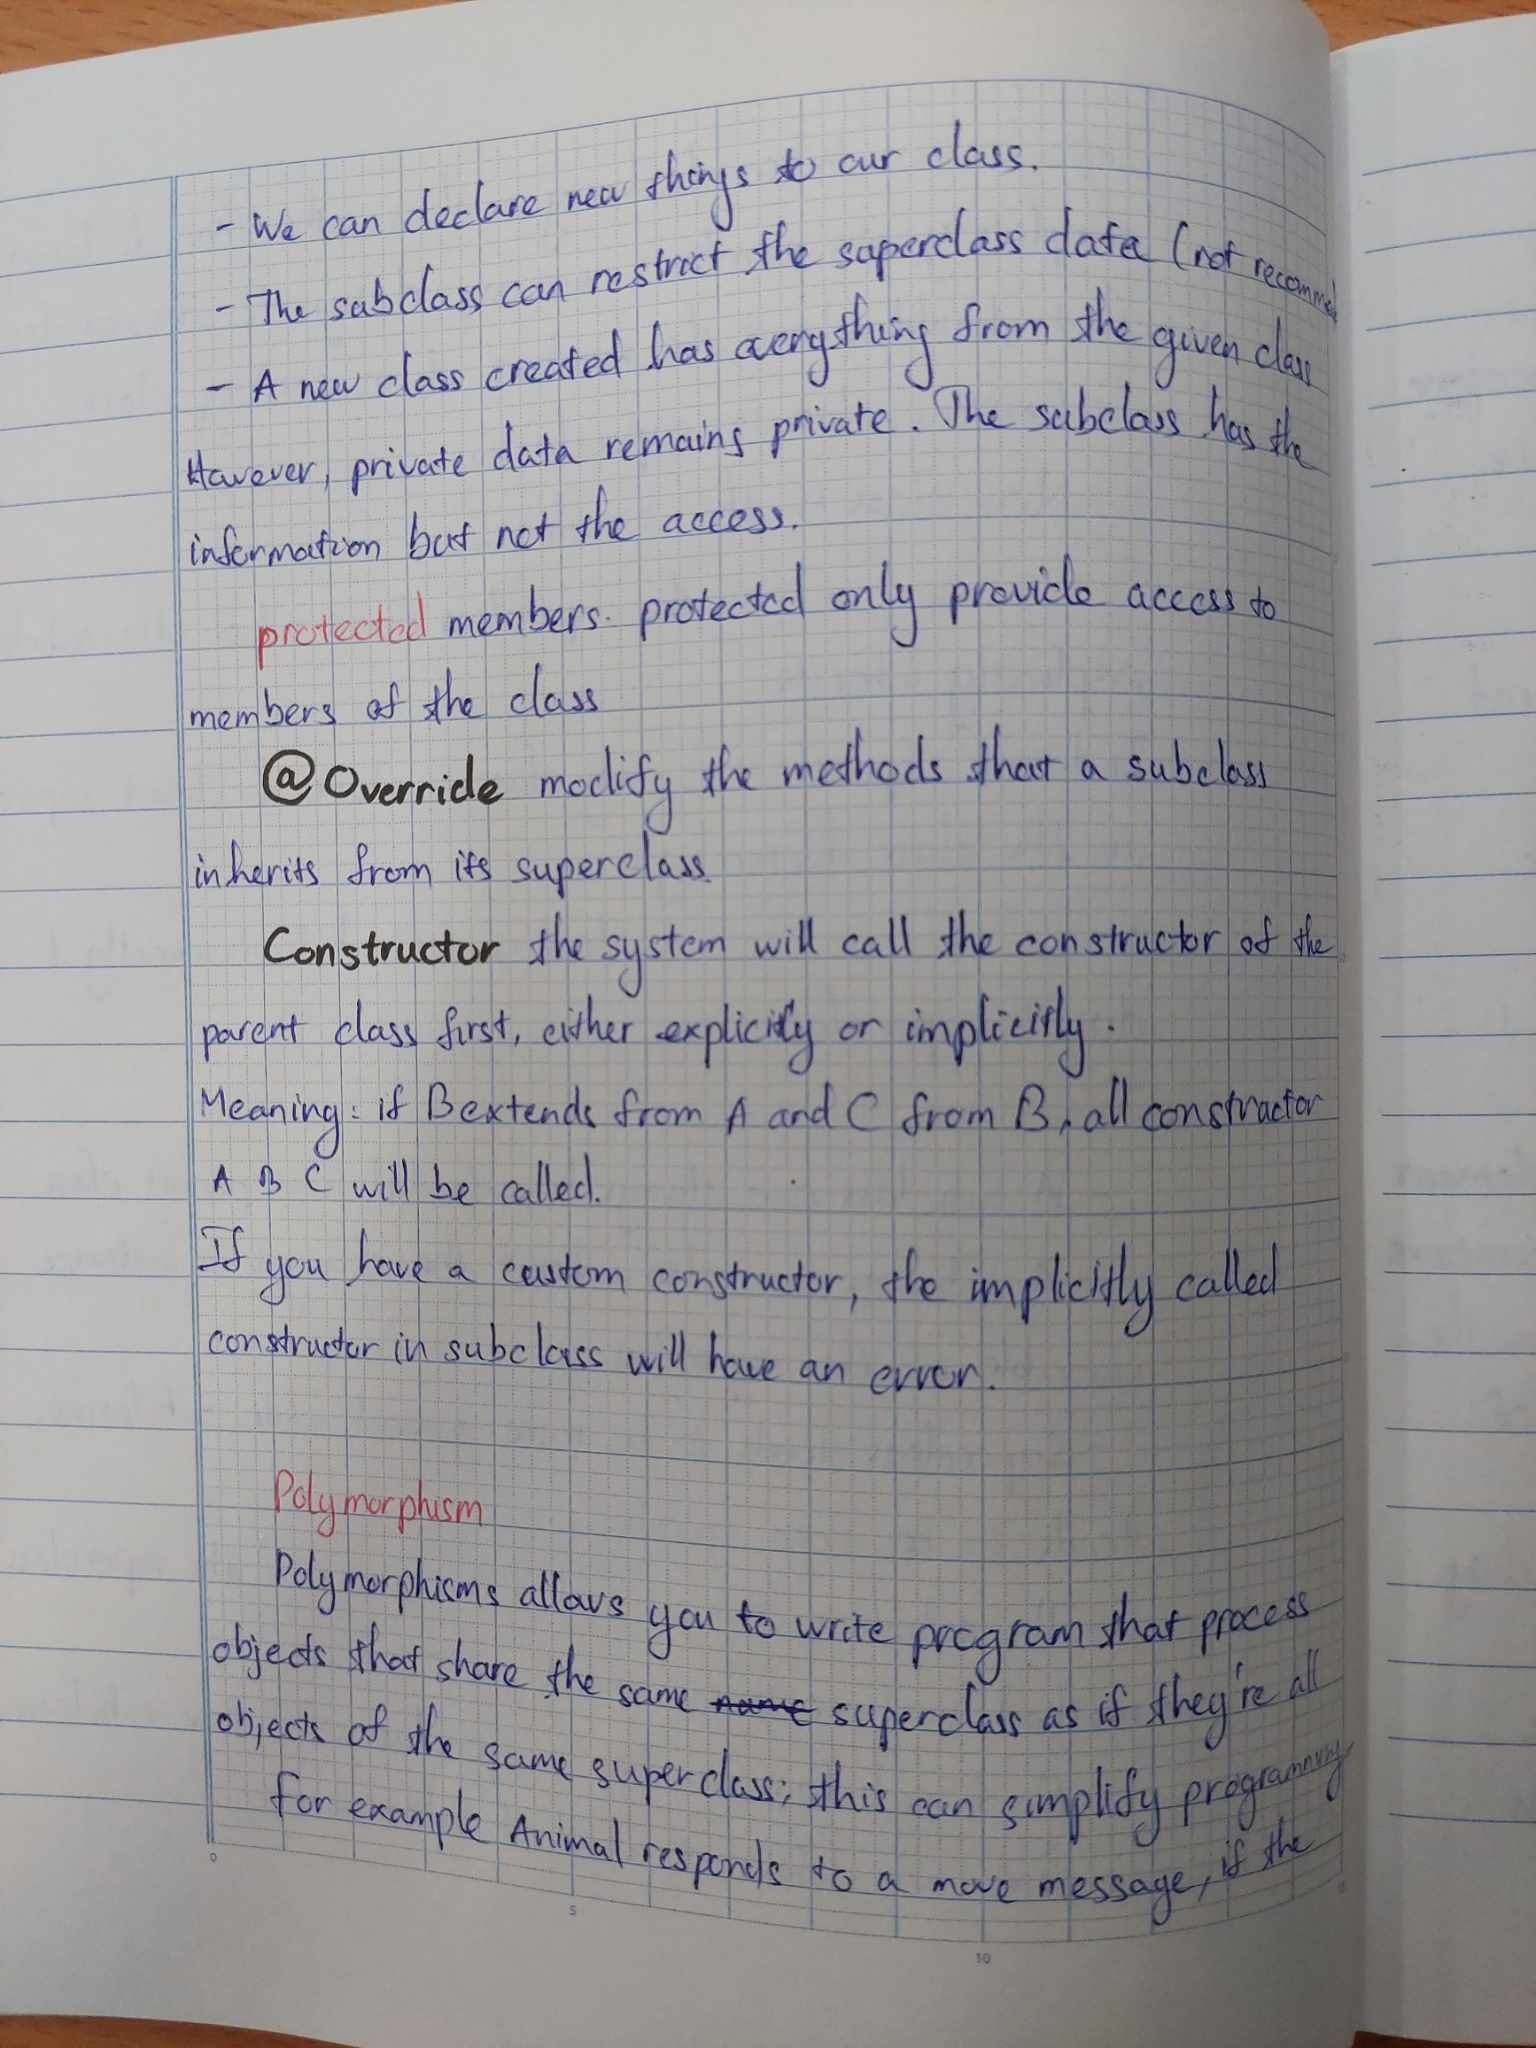 - We can declare new things to our class.
- The subclass can restrict the superclass data (not recomme
- A new class created has everything from the given class
However, private data remains private. The subclass has the
information but not the access.
protected members. protected only provide access to
members of the class
@Override modify the methods that a subclass
inherits from its superclass
Constructor the system will call the constructor of the
parent class first, either explicitly or implicitly.
Meaning: if B extends from A and C from B, all constructor
A B C will be called.
If you have a custom constructor, the implicitly called
constructor in subclass will have an error.
Polymorphism
Polymorphisms allows you to write program that process
objects that share the same name superclass as if they're all
objects of the same superclass; this can simplify programming
for example Animal responds to a move message, if the
0 5 10